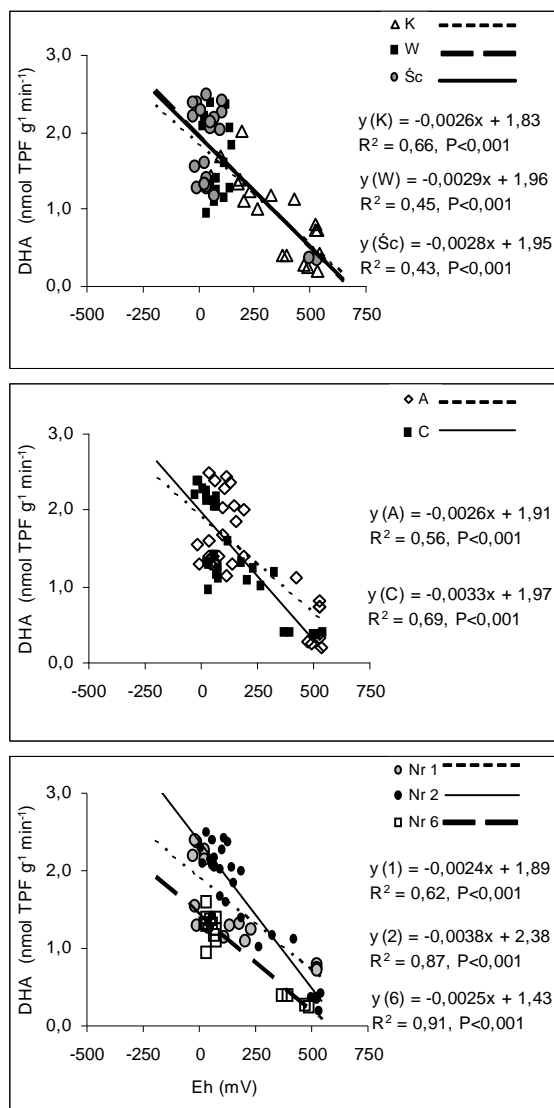 K
W
Śc
3,0
2,0
1,0
0,0
-500 -250 0 250 500 750
DHA (nmol TPF g-1 min-1)
y (K) = -0,0026x + 1,83
R2 = 0,66, P<0,001
y (W) = -0,0029x + 1,96
R2 = 0,45, P<0,001
y (Śc) = -0,0028x + 1,95
R2 = 0,43, P<0,001
A
C
3,0
2,0
1,0
0,0
-500 -250 0 250 500 750
DHA (nmol TPF g-1 min-1)
y (A) = -0,0026x + 1,91
R2 = 0,56, P<0,001
y (C) = -0,0033x + 1,97
R2 = 0,69, P<0,001
Nr 1
Nr 2
Nr 6
3,0
2,0
1,0
0,0
-500 -250 0 250 500 750
DHA (nmol TPF g-1 min-1)
Eh (mV)
y (1) = -0,0024x + 1,89
R2 = 0,62, P<0,001
y (2) = -0,0038x + 2,38
R2 = 0,87, P<0,001
y (6) = -0,0025x + 1,43
R2 = 0,91, P<0,001